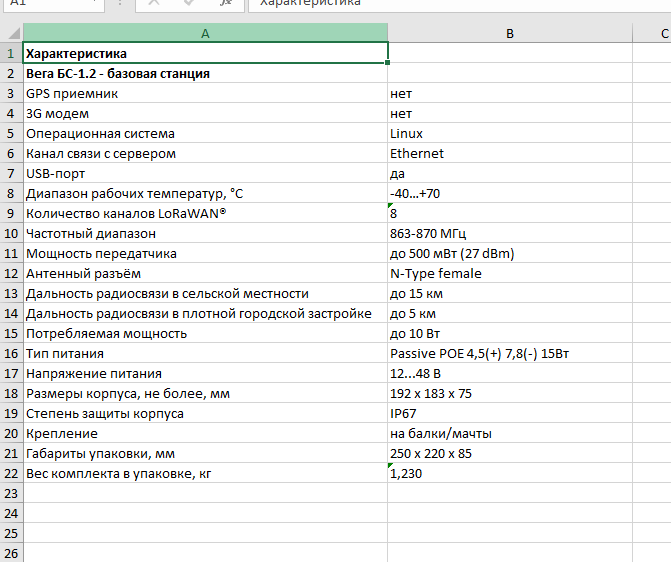 A1 Характеристика
A B C
1 Характеристика
2 Вега БС-1.2 - базовая станция
3 GPS приемник нет
4 3G модем нет
5 Операционная система Linux
6 Канал связи с сервером Ethernet
7 USB-порт да
8 Диапазон рабочих температур, °С -40...+70
9 Количество каналов LoRaWAN® 8
10 Частотный диапазон 863-870 МГц
11 Мощность передатчика до 500 мВт (27 dBm)
12 Антенный разъём N-Type female
13 Дальность радиосвязи в сельской местности до 15 км
14 Дальность радиосвязи в плотной городской застройке до 5 км
15 Потребляемая мощность до 10 Вт
16 Тип питания Passive POE 4,5(+) 7,8(-) 15Вт
17 Напряжение питания 12...48 В
18 Размеры корпуса, не более, мм 192 х 183 х 75
19 Степень защиты корпуса IP67
20 Крепление на балки/мачты
21 Габариты упаковки, мм 250 х 220 х 85
22 Вес комплекта в упаковке, кг 1,230
23
24
25
26